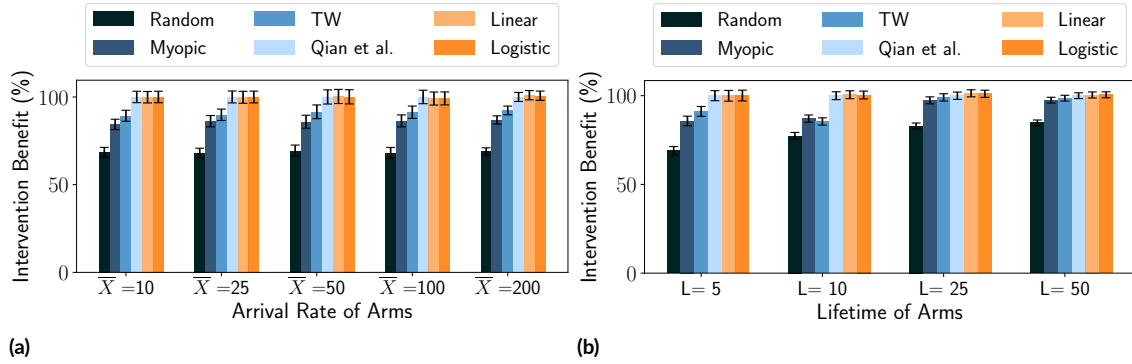 Random
TW
Linear
Myopic
Qian et al.
Logistic
Intervention Benefit (%)
100
50
0
X̅ =10
X̅ =25
X̅ =50
X̅ =100
X̅ =200
Arrival Rate of Arms
(a)
Random
TW
Linear
Myopic
Qian et al.
Logistic
Intervention Benefit (%)
100
50
0
L= 5
L= 10
L= 25
L= 50
Lifetime of Arms
(b)